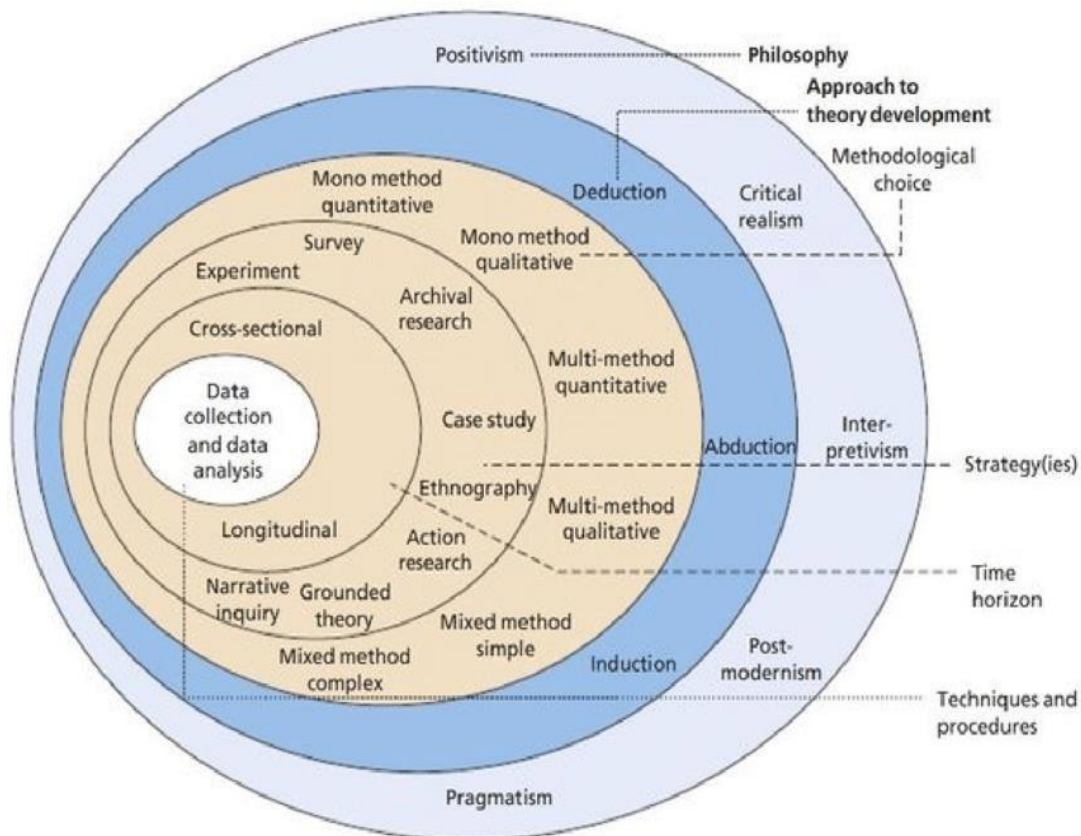 Positivism
Philosophy
Approach to
theory development
Methodological
choice
Mono method
quantitative
Deduction
Critical
realism
Survey
Mono method
qualitative
Experiment
Archival
research
Cross-sectional
Multi-method
quantitative
Data
collection
and data
analysis
Case study
Abduction
Inter-
pretivism
Strategy(ies)
Ethnography
Multi-method
qualitative
Longitudinal
Action
research
Time
horizon
Narrative
inquiry
Grounded
theory
Mixed method
simple
Mixed method
complex
Induction
Post-
modernism
Techniques and
procedures
Pragmatism